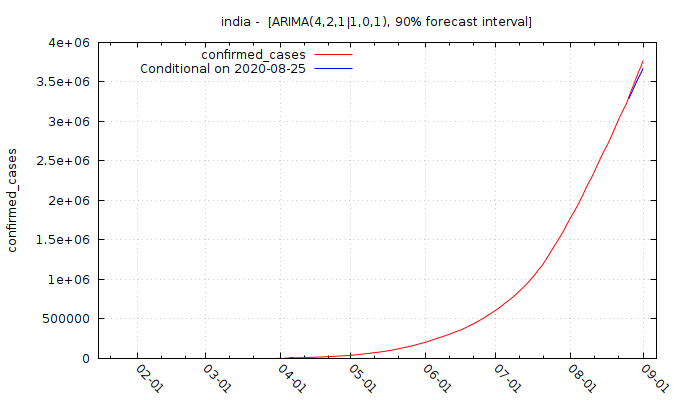 india -  [ARIMA(4,2,1|1,0,1), 90% forecast interval]
confirmed_cases
Conditional on 2020-08-25
confirmed_cases
4e+06
3.5e+06
3e+06
2.5e+06
2e+06
1.5e+06
1e+06
500000
0
02-01
03-01
04-01
05-01
06-01
07-01
08-01
09-01